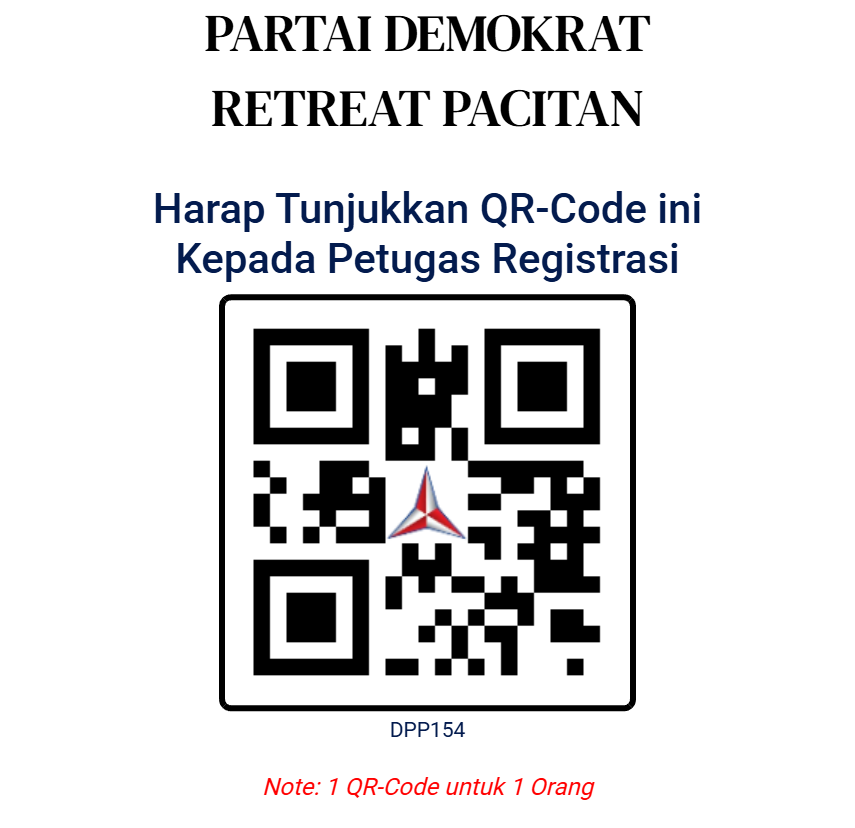 PARTAI DEMOKRAT
RETREAT PACITAN
Harap Tunjukkan QR-Code ini
Kepada Petugas Registrasi
DPP154
Note: 1 QR-Code untuk 1 Orang